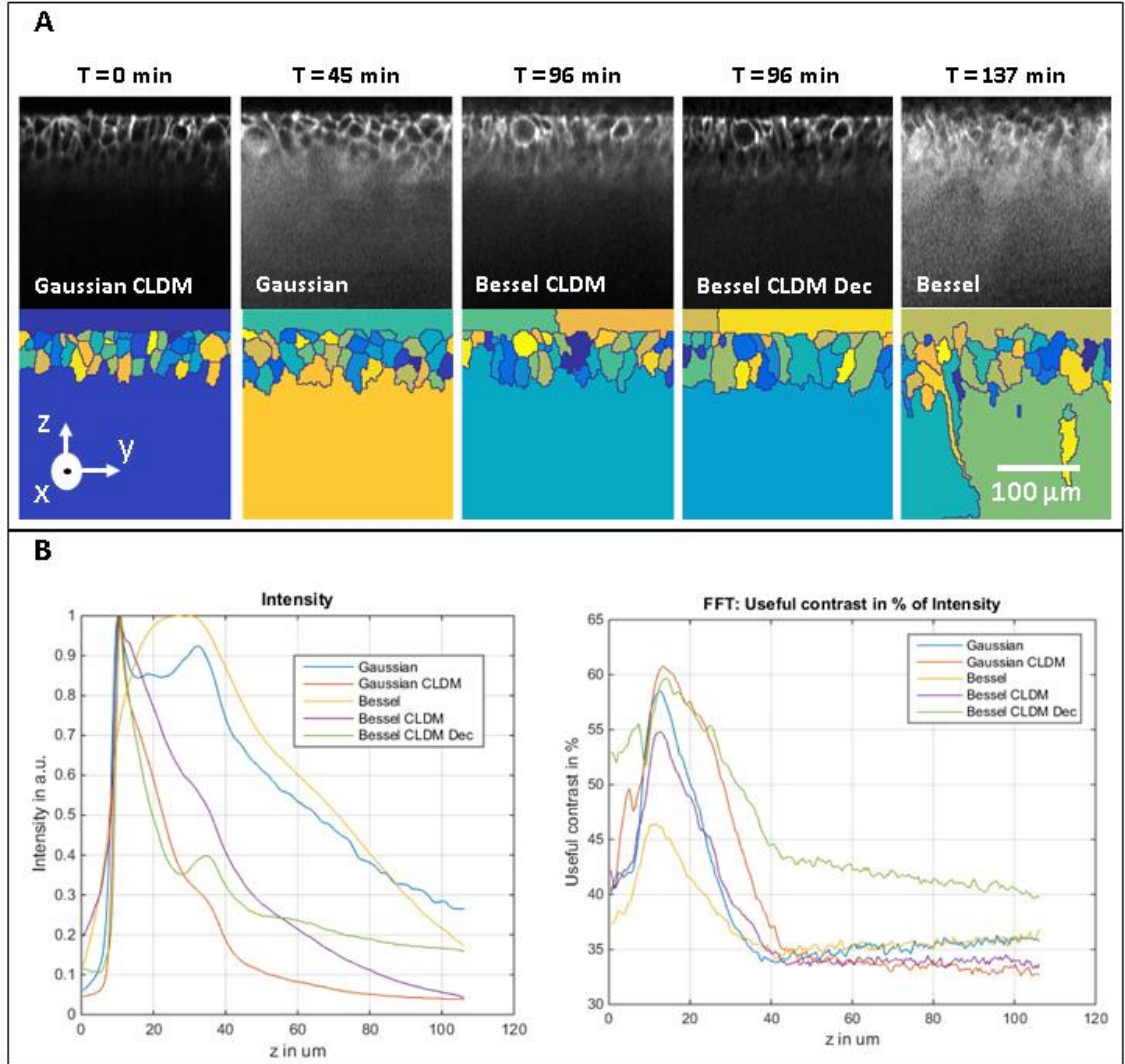 A
T = 0 min T = 45 min T = 96 min T = 96 min T = 137 min
Gaussian CLDM Gaussian Bessel CLDM Bessel CLDM Dec Bessel
z
y
x
100 µm
B
Intensity
1
0.9
0.8
0.7
0.6
0.5
0.4
0.3
0.2
0.1
0
0 20 40 60 80 100 120
Intensity in a.u.
z in um
Gaussian
Gaussian CLDM
Bessel
Bessel CLDM
Bessel CLDM Dec
FFT: Useful contrast in % of Intensity
65
60
55
50
45
40
35
30
0 20 40 60 80 100 120
Useful contrast in %
z in um
Gaussian
Gaussian CLDM
Bessel
Bessel CLDM
Bessel CLDM Dec